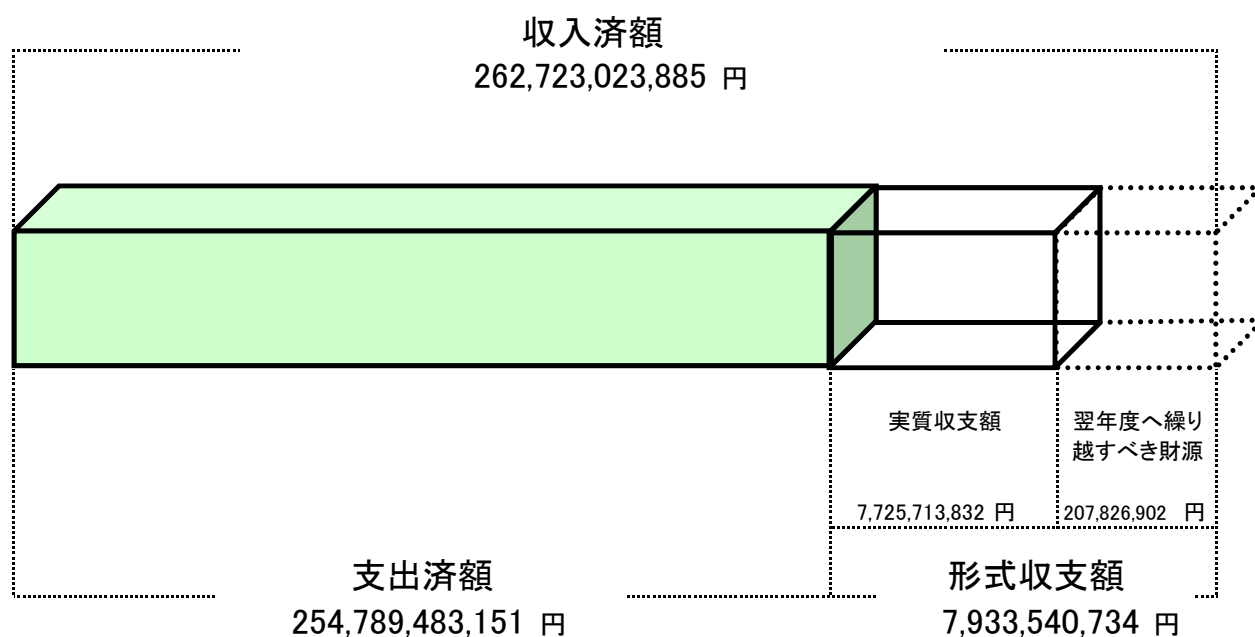 収入済額
262,723,023,885 円
実質収支額
翌年度へ繰り
越すべき財源
7,725,713,832 円
207,826,902 円
支出済額
254,789,483,151 円
形式収支額
7,933,540,734 円